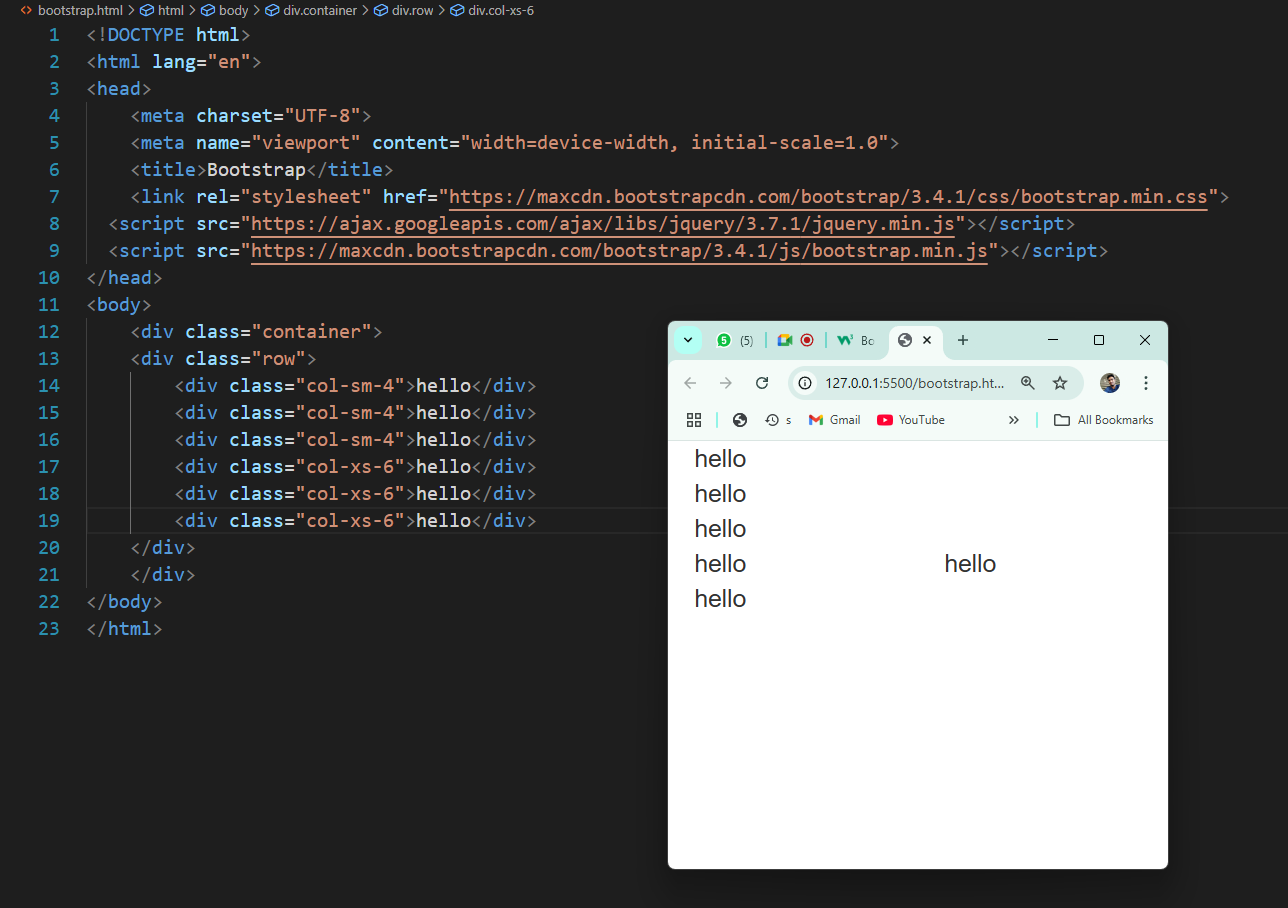 <> bootstrap.html > html > body > div.container > div.row > div.col-xs-6
1 <!DOCTYPE html>
2 <html lang="en">
3 <head>
4 <meta charset="UTF-8">
5 <meta name="viewport" content="width=device-width, initial-scale=1.0">
6 <title>Bootstrap</title>
7 <link rel="stylesheet" href="https://maxcdn.bootstrapcdn.com/bootstrap/3.4.1/css/bootstrap.min.css">
8 <script src="https://ajax.googleapis.com/ajax/libs/jquery/3.7.1/jquery.min.js"></script>
9 <script src="https://maxcdn.bootstrapcdn.com/bootstrap/3.4.1/js/bootstrap.min.js"></script>
10 </head>
11 <body>
12 <div class="container">
13 <div class="row">
14 <div class="col-sm-4">hello</div>
15 <div class="col-sm-4">hello</div>
16 <div class="col-sm-4">hello</div>
17 <div class="col-xs-6">hello</div>
18 <div class="col-xs-6">hello</div>
19 <div class="col-xs-6">hello</div>
20 </div>
21 </div>
22 </body>
23 </html>
5 (5) Bo
127.0.0.1:5500/bootstrap.ht...
s Gmail YouTube » All Bookmarks
hello
hello
hello
hello hello
hello